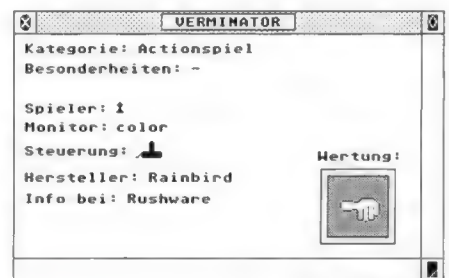 VERMINATOR
Kategorie: Actionspiel
Besonderheiten: -
Spieler: 1
Monitor: color
Steuerung:
Wertung:
Hersteller: Rainbird
Info bei: Rushware